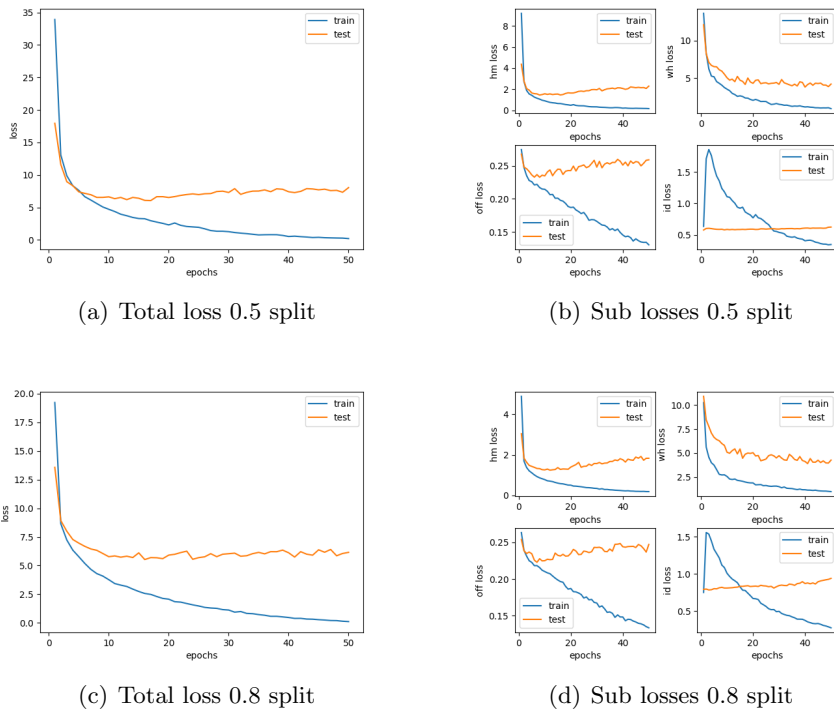 35
30
25
20
15
10
5
0
loss
train
test
0 10 20 30 40 50
epochs
(a) Total loss 0.5 split
8
6
4
2
0
hm loss
train
test
0 20 40
epochs
10
5
wh loss
train
test
0 20 40
epochs
0.25
0.20
0.15
off loss
train
test
0 20 40
epochs
1.5
1.0
0.5
id loss
train
test
0 20 40
epochs
(b) Sub losses 0.5 split
20.0
17.5
15.0
12.5
10.0
7.5
5.0
2.5
0.0
loss
train
test
0 10 20 30 40 50
epochs
(c) Total loss 0.8 split
4
2
0
hm loss
train
test
0 20 40
epochs
10.0
7.5
5.0
2.5
wh loss
train
test
0 20 40
epochs
0.25
0.20
0.15
off loss
train
test
0 20 40
epochs
1.5
1.0
0.5
id loss
train
test
0 20 40
epochs
(d) Sub losses 0.8 split